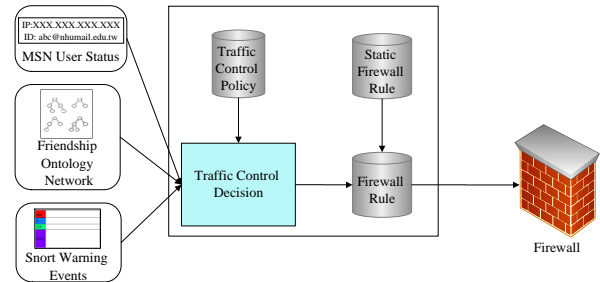 IP:XXX.XXX.XXX.XXX
ID: abc@nhumail.edu.tw
MSN User Status
Friendship
Ontology
Network
Snort Warning
Events
Traffic
Control
Policy
Static
Firewall
Rule
Traffic Control
Decision
Firewall
Rule
Firewall